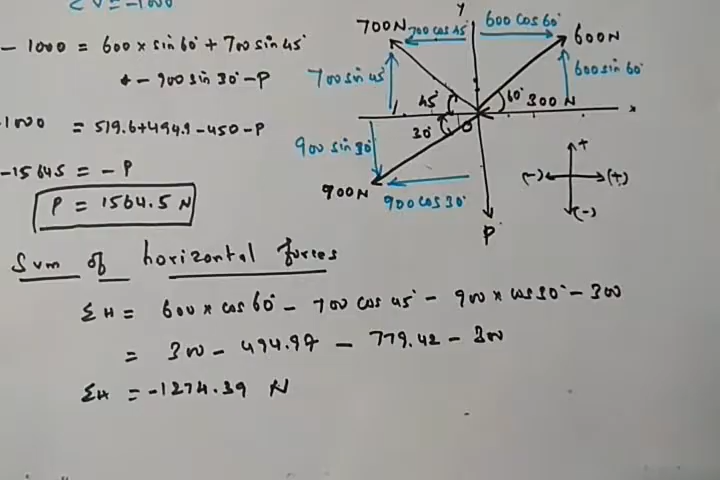 ΣV = -1000
- 1000 = 600 × sin 60° + 700 sin 45°
+ - 900 sin 30° - P
-1000 = 519.6 + 494.9 - 450 - P
-1564.5 = - P
P = 1564.5 N
Sum of horizontal forces
ΣH = 600 × cos 60° - 700 cos 45° - 900 × cos 30° - 300
= 300 - 494.97 - 779.42 - 300
ΣH = -1274.39 N
y
700N
700 cos 45°
600 cos 60°
600N
700 sin 45°
600 sin 60°
45°
60°
300 N
x
30°
O
900 sin 30°
900N
900 cos 30°
P
+
(-)
(+)
(-)